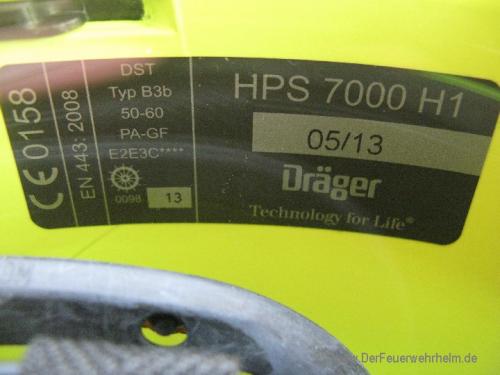 CE 0158
EN 443: 2008
DST
Typ B3b
50-60
PA-GF
E2E3C****
0098 13
HPS 7000 H1
05/13
Dräger
Technology for Life®
www.DerFeuerwehrhelm.de